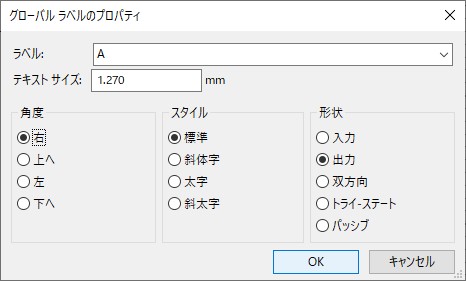 グローバル ラベルのプロパティ
ラベル: A
テキスト サイズ: 1.270 mm
角度 スタイル 形状
右 標準 入力
上へ 斜体字 出力
左 太字 双方向
下へ 斜太字 トライ-ステート
パッシブ
OK キャンセル